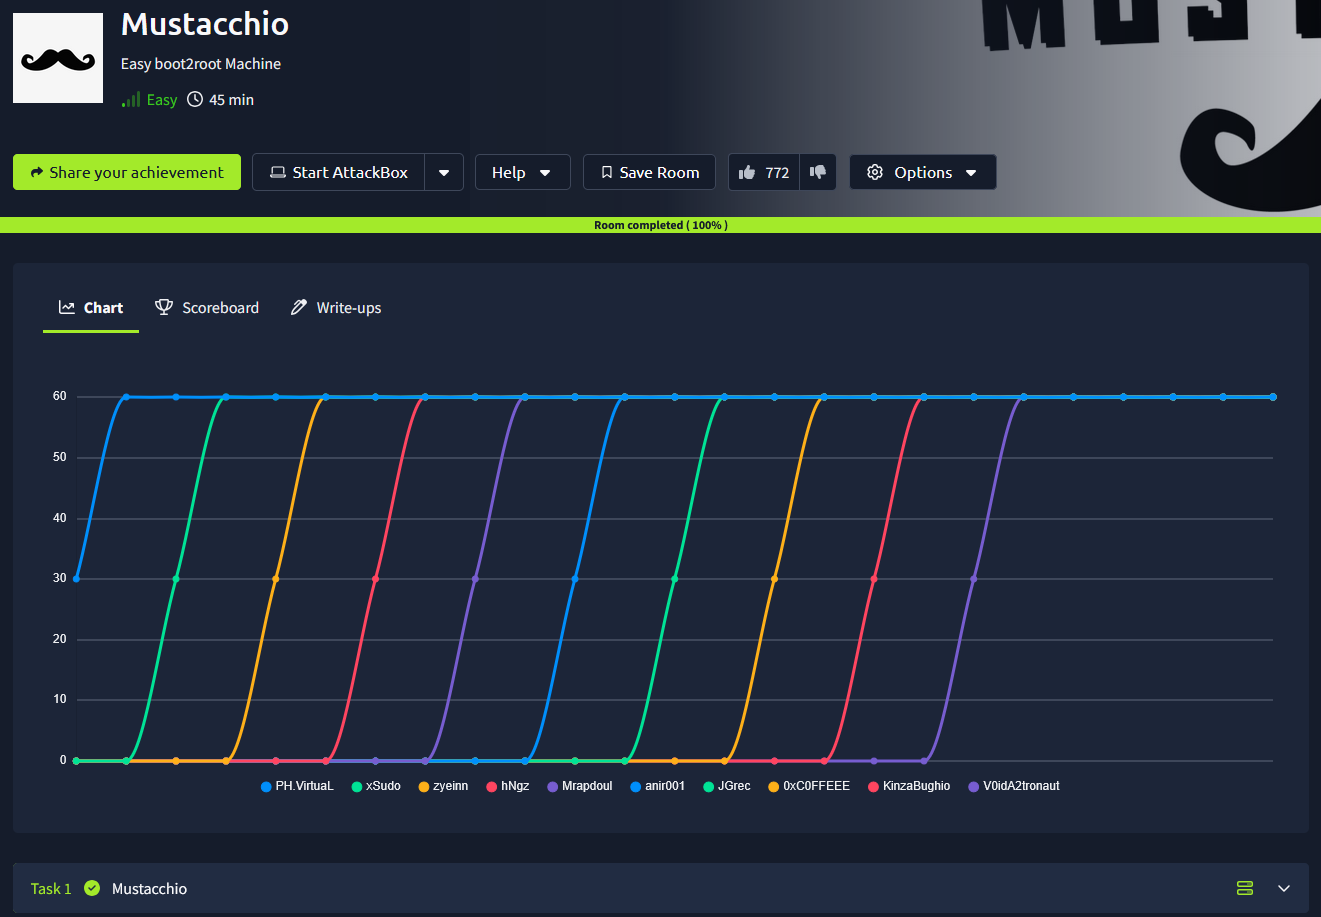 Mustacchio
Easy boot2root Machine
Easy 45 min
MUS
Share your achievement Start AttackBox Help Save Room 772 Options
Room completed ( 100% )
Chart Scoreboard Write-ups
60
50
40
30
20
10
0
PH.VirtuaL xSudo zyeinn hNgz Mrapdoul anir001 JGrec 0xC0FFEEE KinzaBughio V0idA2tronaut
Task 1 Mustacchio